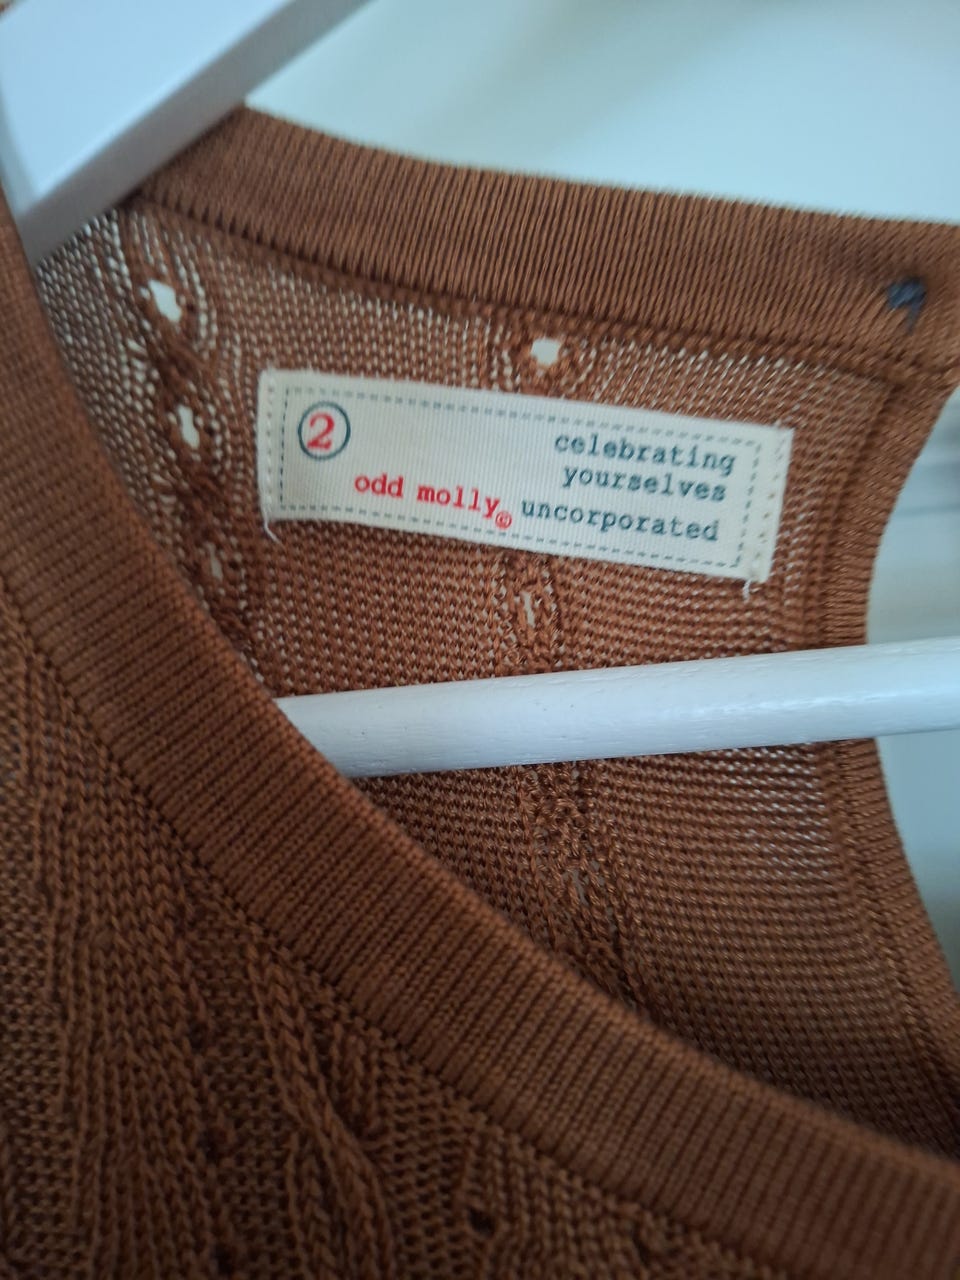 2
celebrating
yourselves
odd molly© uncorporated